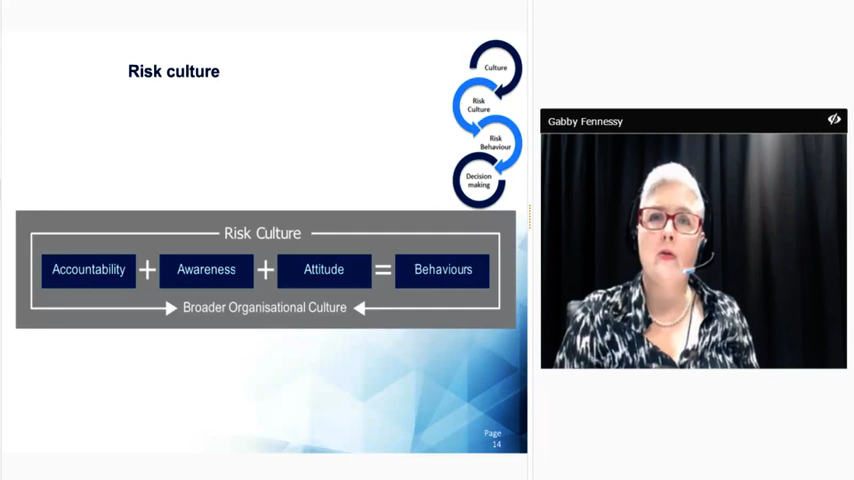 Risk culture
Culture
Risk
Culture
Risk
Behaviour
Decision
making
Risk Culture
Accountability + Awareness + Attitude = Behaviours
Broader Organisational Culture
Page
14
Gabby Fennessy